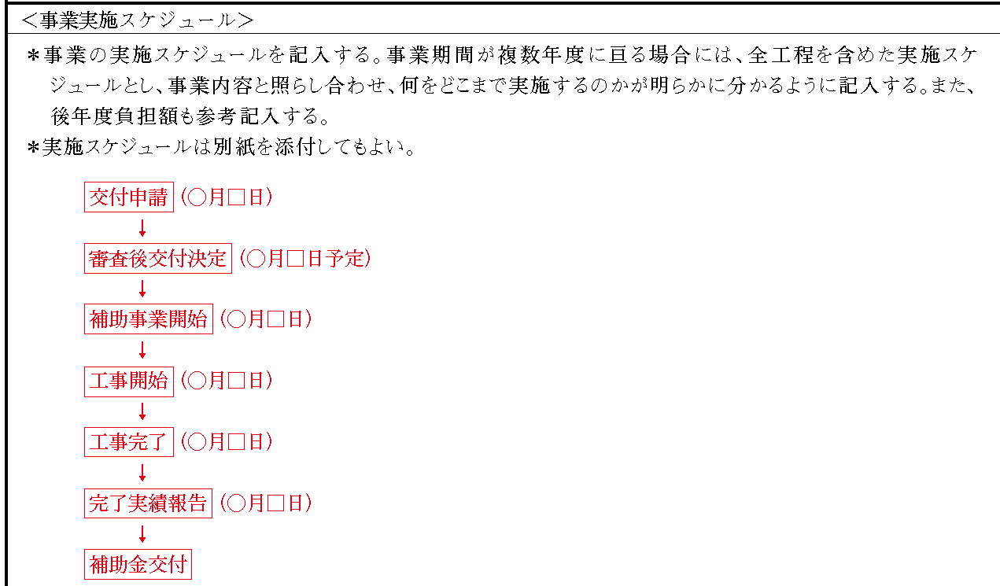 ＜事業実施スケジュール＞
＊事業の実施スケジュールを記入する。事業期間が複数年度に亘る場合には、全工程を含めた実施スケ
ジュールとし、事業内容と照らし合わせ、何をどこまで実施するのかが明らかに分かるように記入する。また、
後年度負担額も参考記入する。
＊実施スケジュールは別紙を添付してもよい。
交付申請（○月□日）
↓
審査後交付決定（○月□日予定）
↓
補助事業開始（○月□日）
↓
工事開始（○月□日）
↓
工事完了（○月□日）
↓
完了実績報告（○月□日）
↓
補助金交付